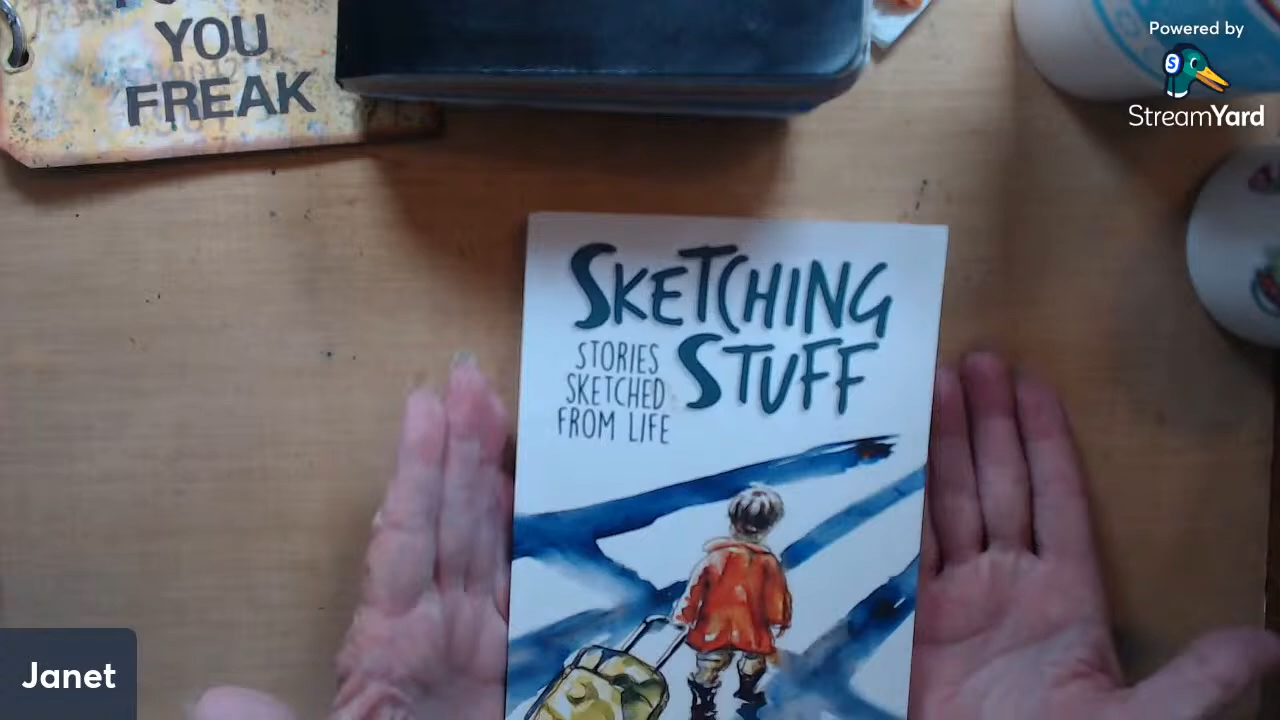 YOU
FREAK
Powered by
StreamYard
SKETCHING
STUFF
STORIES
SKETCHED
FROM LIFE
Janet